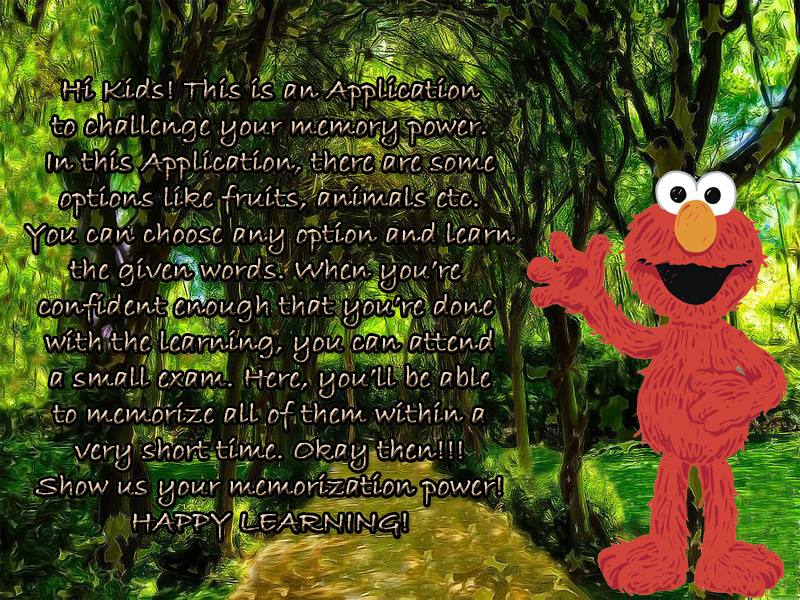 Hi Kids! This is an Application
to challenge your memory power.
In this Application, there are some
options like fruits, animals etc.
You can choose any option and learn
the given words. When you're
confident enough that you're done
with the learning, you can attend
a small exam. Here, you'll be able
to memorize all of them within a
very short time. Okay then!!!
Show us your memorization power!
HAPPY LEARNING!